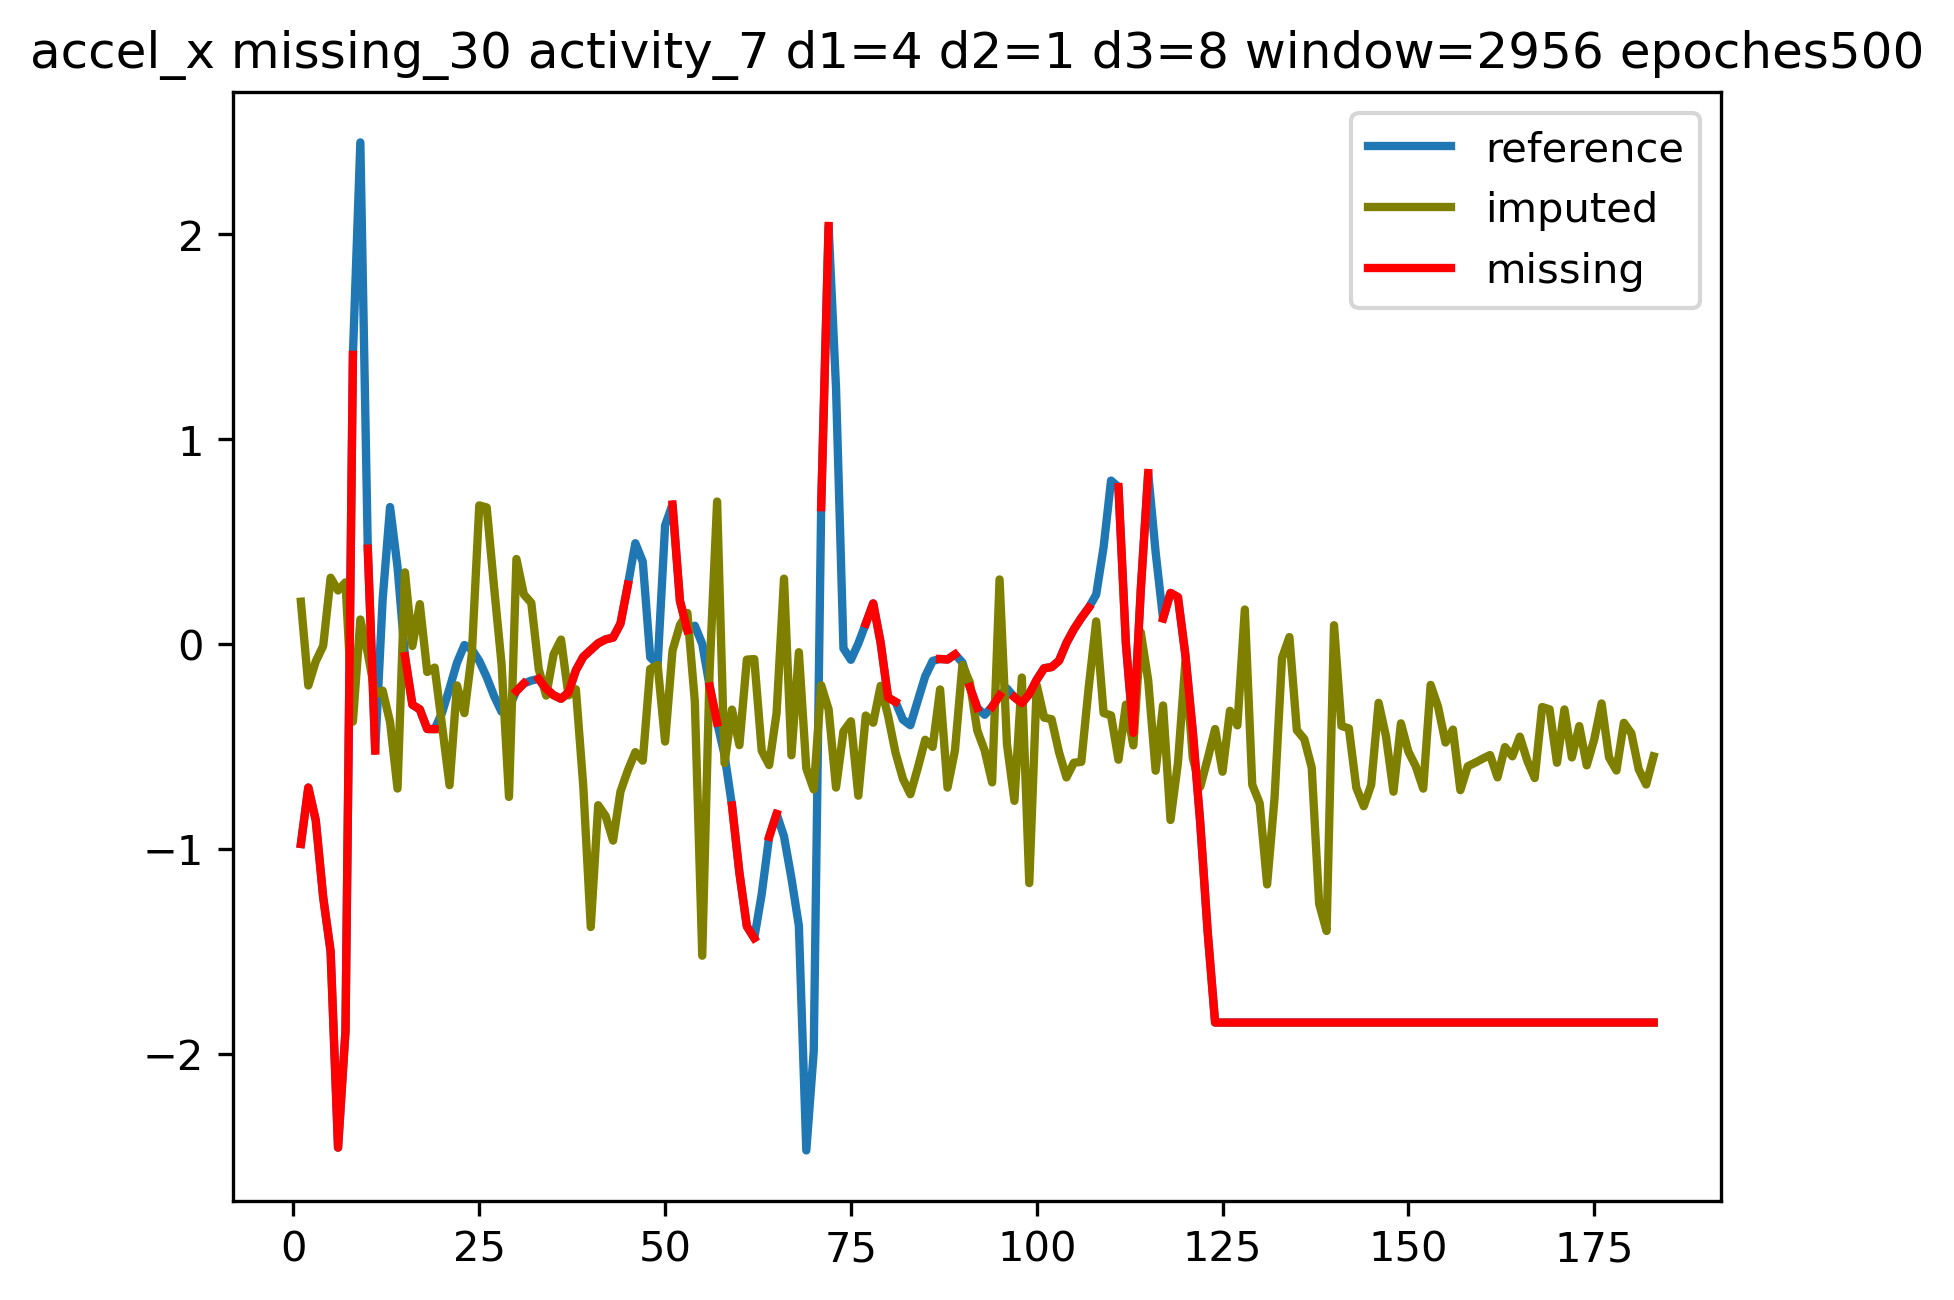 accel_x missing_30 activity_7 d1=4 d2=1 d3=8 window=2956 epoches500
reference
imputed
missing
2
1
0
−1
−2
0 25 50 75 100 125 150 175